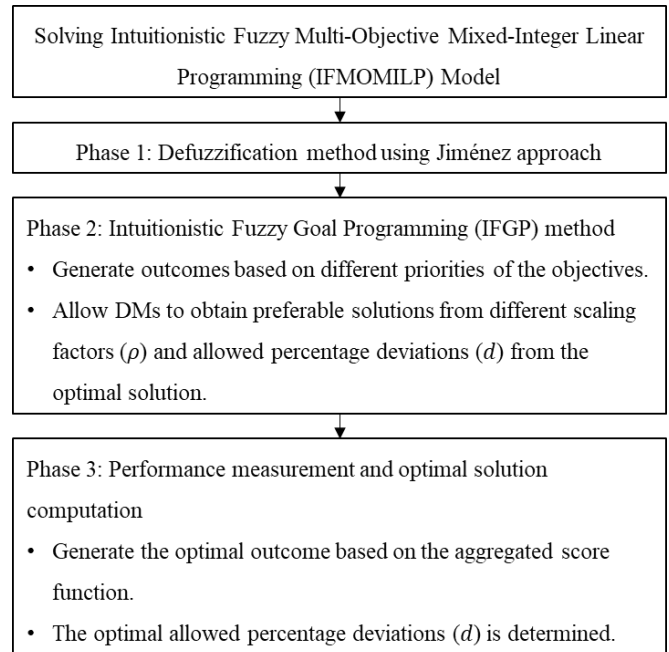 Solving Intuitionistic Fuzzy Multi-Objective Mixed-Integer Linear
Programming (IFMOMILP) Model
Phase 1: Defuzzification method using Jiménez approach
Phase 2: Intuitionistic Fuzzy Goal Programming (IFGP) method
• Generate outcomes based on different priorities of the objectives.
• Allow DMs to obtain preferable solutions from different scaling
factors (ρ) and allowed percentage deviations (d) from the
optimal solution.
Phase 3: Performance measurement and optimal solution
computation
• Generate the optimal outcome based on the aggregated score
function.
• The optimal allowed percentage deviations (d) is determined.